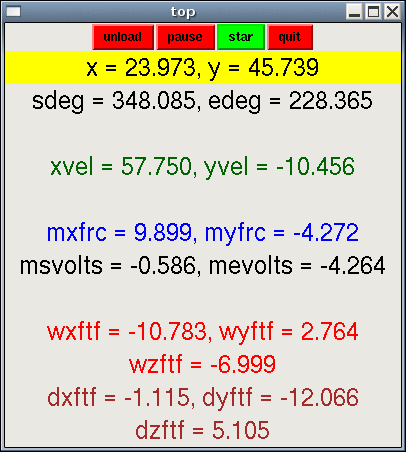 top
unload pause star quit
x = 23.973, y = 45.739
sdeg = 348.085, edeg = 228.365
xvel = 57.750, yvel = -10.456
mxfrc = 9.899, myfrc = -4.272
msvolts = -0.586, mevolts = -4.264
wxftf = -10.783, wyftf = 2.764
wzftf = -6.999
dxftf = -1.115, dyftf = -12.066
dzftf = 5.105